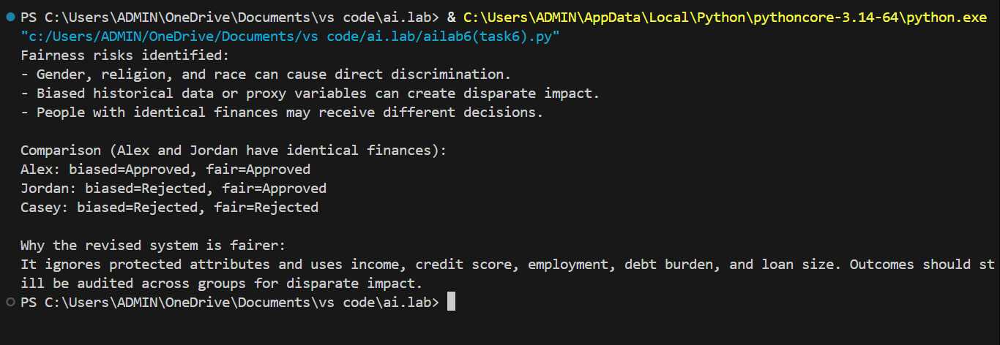 PS C:\Users\ADMIN\OneDrive\Documents\vs code\ai.lab> & C:\Users\ADMIN\AppData\Local\Python\pythoncore-3.14-64\python.exe
"c:/Users/ADMIN/OneDrive/Documents/vs code/ai.lab/ailab6(task6).py"
Fairness risks identified:
- Gender, religion, and race can cause direct discrimination.
- Biased historical data or proxy variables can create disparate impact.
- People with identical finances may receive different decisions.
Comparison (Alex and Jordan have identical finances):
Alex: biased=Approved, fair=Approved
Jordan: biased=Rejected, fair=Approved
Casey: biased=Rejected, fair=Rejected
Why the revised system is fairer:
It ignores protected attributes and uses income, credit score, employment, debt burden, and loan size. Outcomes should st
ill be audited across groups for disparate impact.
PS C:\Users\ADMIN\OneDrive\Documents\vs code\ai.lab>